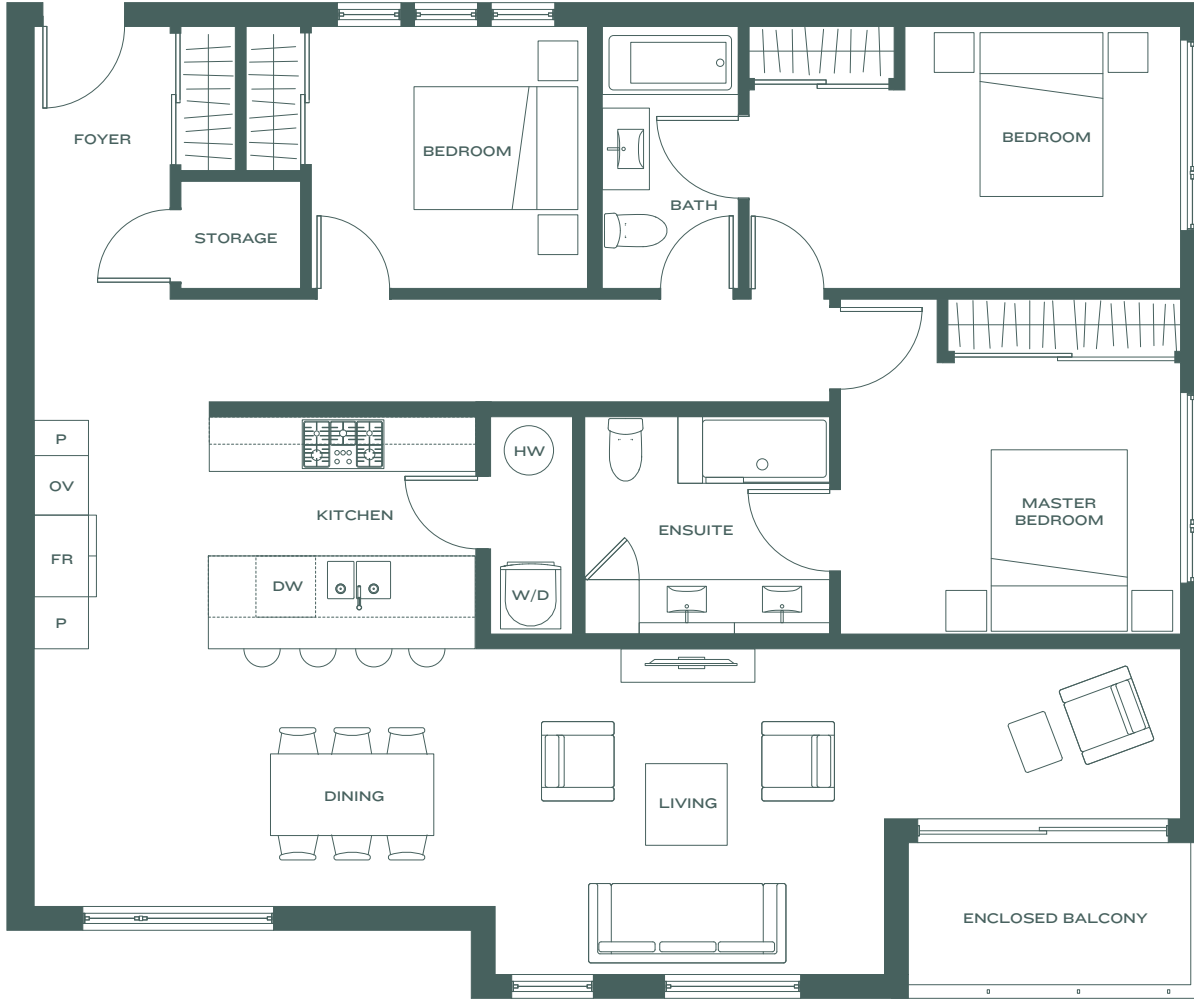 FOYER
BEDROOM
BEDROOM
BATH
STORAGE
P
OV
FR
P
HW
KITCHEN
ENSUITE
MASTER
BEDROOM
DW
W/D
DINING
LIVING
ENCLOSED BALCONY